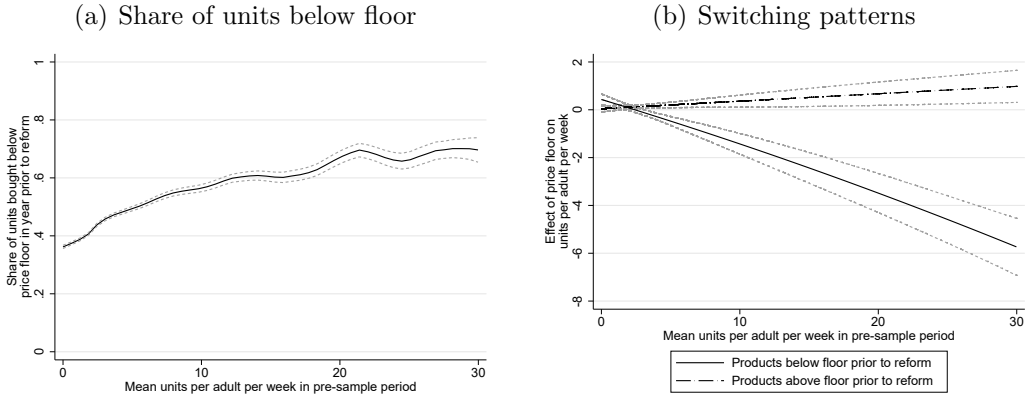 (a) Share of units below floor
Share of units bought below
price floor in year prior to reform
1
.8
.6
.4
.2
0
0 10 20 30
Mean units per adult per week in pre-sample period
(b) Switching patterns
Effect of price floor on
units per adult per week
2
0
-2
-4
-6
-8
0 10 20 30
Mean units per adult per week in pre-sample period
Products below floor prior to reform
Products above floor prior to reform